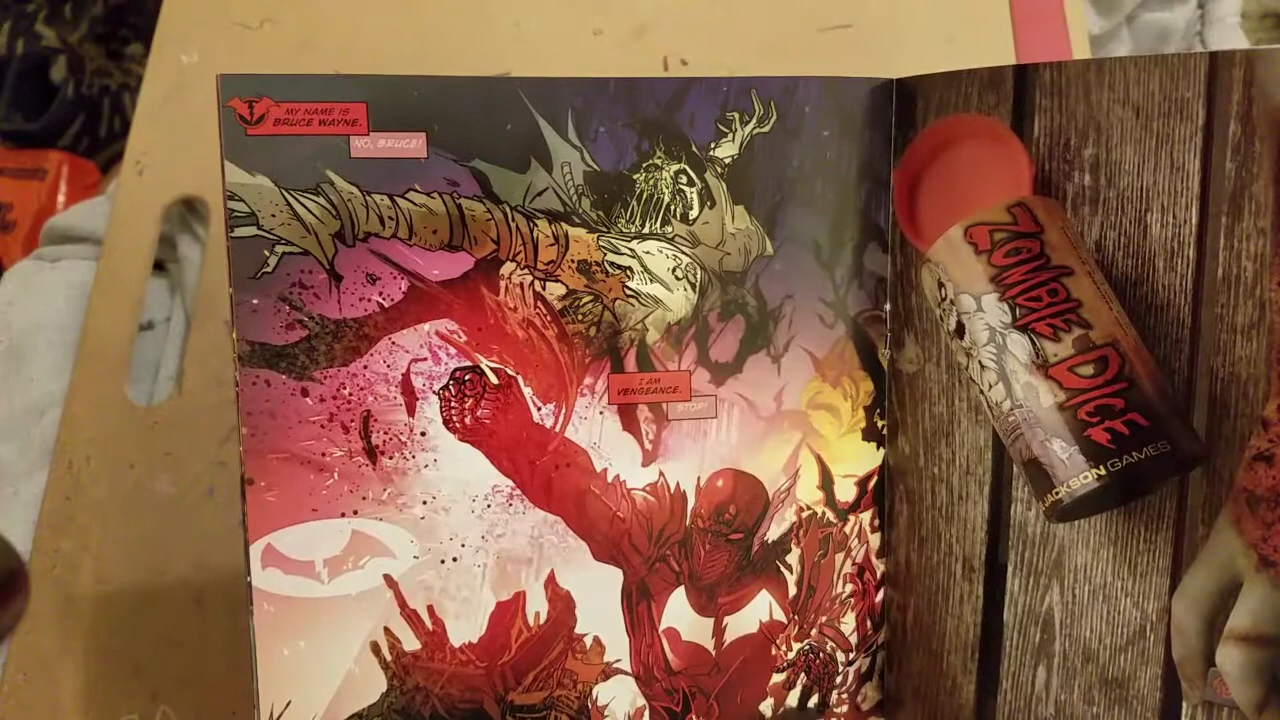 MY NAME IS
BRUCE WAYNE.
NO, BRUCE!
I AM
VENGEANCE.
STOP!
ZOMBIE DICE
JACKSON GAMES